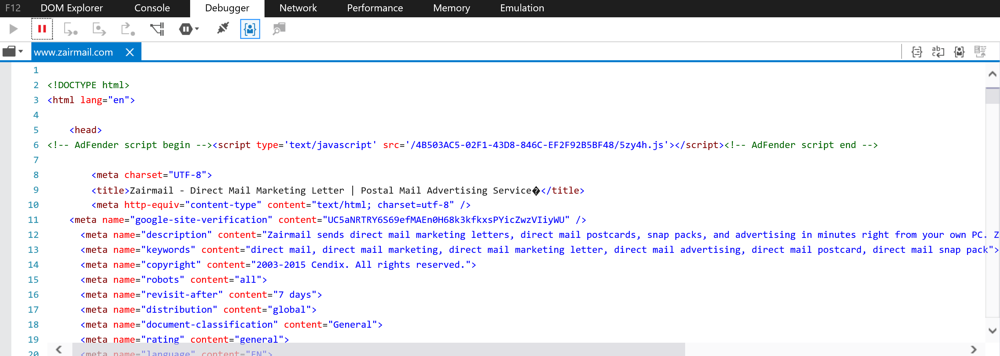 F12 DOM Explorer Console Debugger Network Performance Memory Emulation
www.zairmail.com
1
2 <!DOCTYPE html>
3 <html lang="en">
4
5 <head>
6 <!-- AdFender script begin --><script type='text/javascript' src='/4B503AC5-02F1-43D8-846C-EF2F92B5BF48/5zy4h.js'></script><!-- AdFender script end -->
7
8 <meta charset="UTF-8">
9 <title>Zairmail - Direct Mail Marketing Letter | Postal Mail Advertising Service�</title>
10 <meta http-equiv="content-type" content="text/html; charset=utf-8" />
11 <meta name="google-site-verification" content="UC5aNRTRY6S69efMAEn0H68k3kfkxsPYicZwzVIiyWU" />
12 <meta name="description" content="Zairmail sends direct mail marketing letters, direct mail postcards, snap packs, and advertising in minutes right from your own PC. Z
13 <meta name="keywords" content="direct mail, direct mail marketing, direct mail marketing letter, direct mail advertising, direct mail postcard, direct mail snap pack">
14 <meta name="copyright" content="2003-2015 Cendix. All rights reserved.">
15 <meta name="robots" content="all">
16 <meta name="revisit-after" content="7 days">
17 <meta name="distribution" content="global">
18 <meta name="document-classification" content="General">
19 <meta name="rating" content="general">
20 <meta name="language" content="EN">